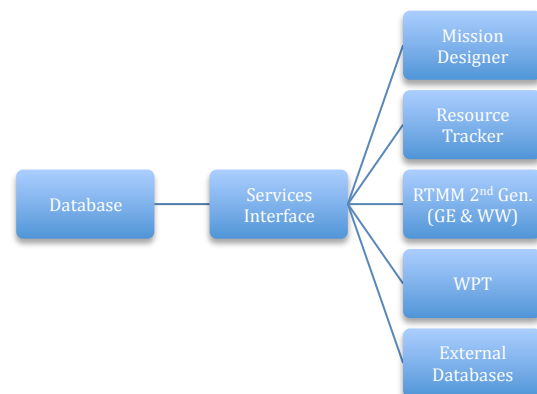 Database
Services
Interface
Mission
Designer
Resource
Tracker
RTMM 2nd Gen.
(GE & WW)
WPT
External
Databases